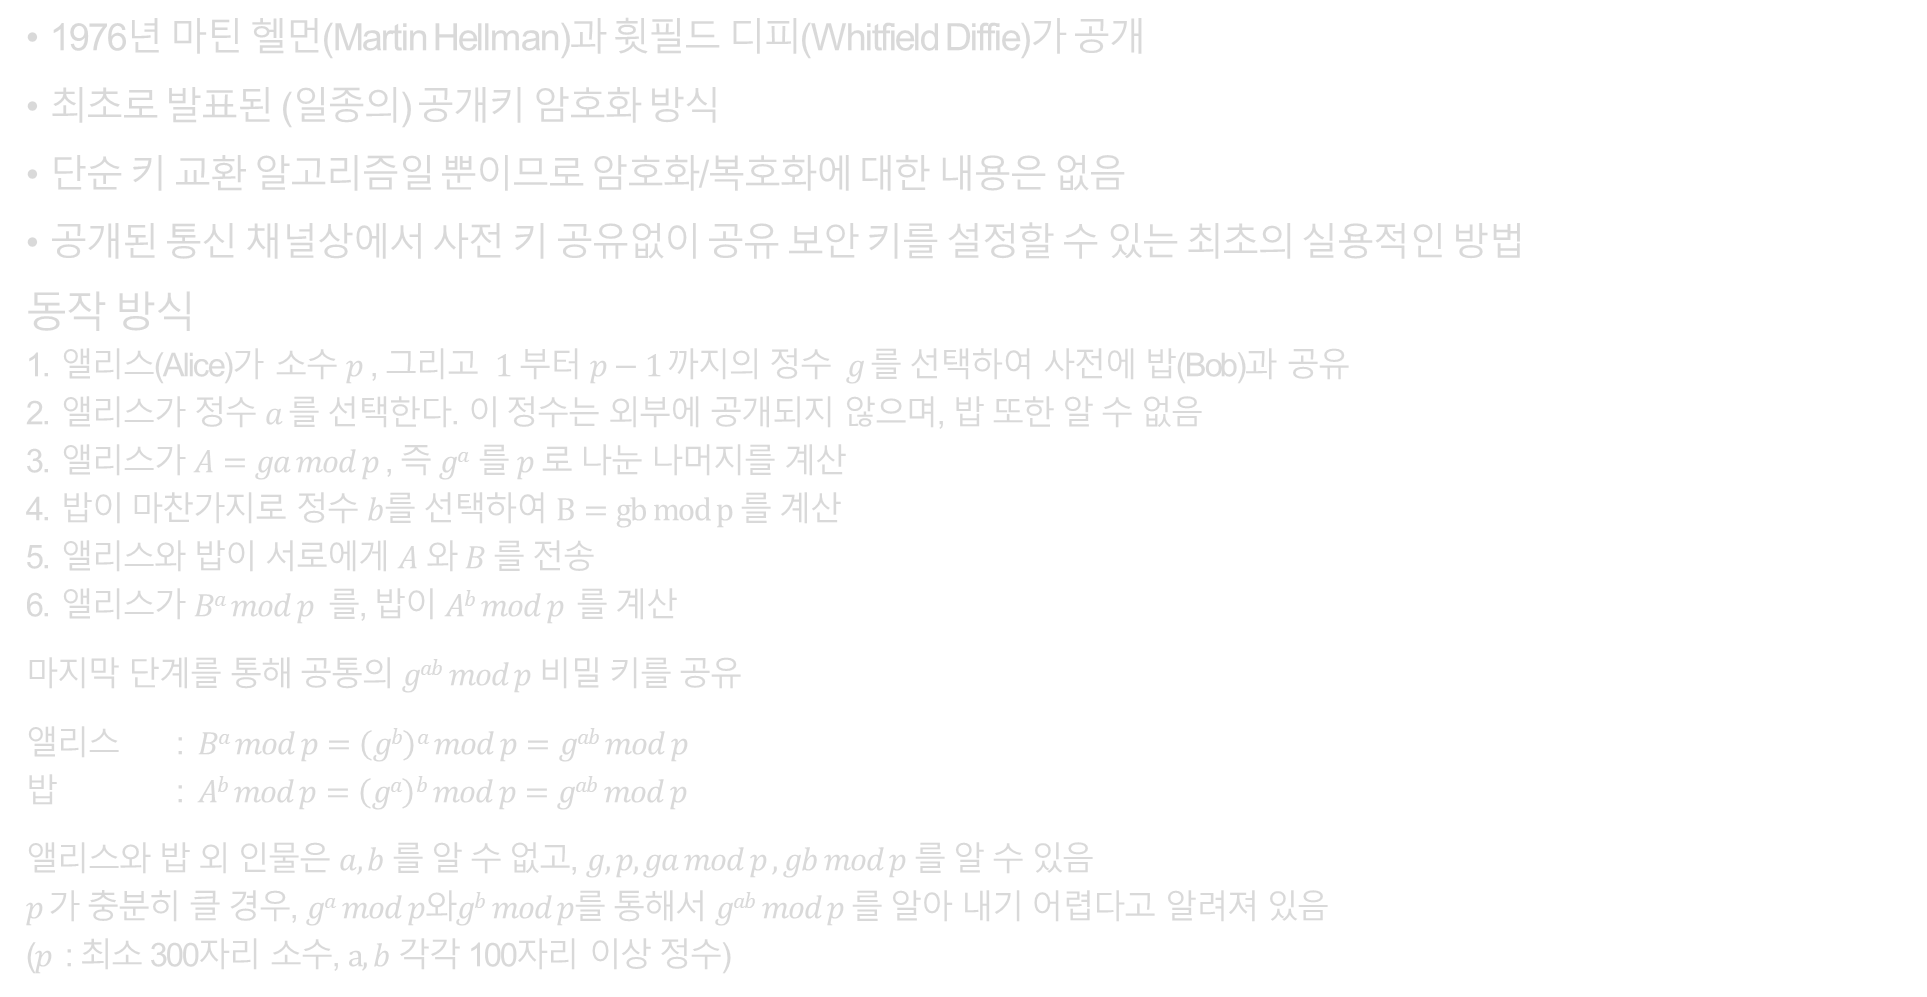 • 1976년 마틴 헬먼(Martin Hellman)과 휫필드 디피(Whitfield Diffie)가 공개
• 최초로 발표된 (일종의) 공개키 암호화 방식
• 단순 키 교환 알고리즘일 뿐이므로 암호화/복호화에 대한 내용은 없음
• 공개된 통신 채널상에서 사전 키 공유없이 공유 보안 키를 설정할 수 있는 최초의 실용적인 방법
동작 방식
1. 앨리스(Alice)가 소수 p , 그리고 1 부터 p − 1 까지의 정수 g 를 선택하여 사전에 밥(Bob)과 공유
2. 앨리스가 정수 a 를 선택한다. 이 정수는 외부에 공개되지 않으며, 밥 또한 알 수 없음
3. 앨리스가 A = ga mod p , 즉 gᵃ 를 p 로 나눈 나머지를 계산
4. 밥이 마찬가지로 정수 b를 선택하여 B = gb mod p 를 계산
5. 앨리스와 밥이 서로에게 A 와 B 를 전송
6. 앨리스가 Bᵃ mod p 를, 밥이 Aᵇ mod p 를 계산
마지막 단계를 통해 공통의 gᵃᵇ mod p 비밀 키를 공유
앨리스 : Bᵃ mod p = (gᵇ)ᵃ mod p = gᵃᵇ mod p
밥 : Aᵇ mod p = (gᵃ)ᵇ mod p = gᵃᵇ mod p
앨리스와 밥 외 인물은 a, b 를 알 수 없고, g, p, ga mod p , gb mod p 를 알 수 있음
p 가 충분히 클 경우, gᵃ mod p와gᵇ mod p를 통해서 gᵃᵇ mod p 를 알아 내기 어렵다고 알려져 있음
(p : 최소 300자리 소수, a, b 각각 100자리 이상 정수)